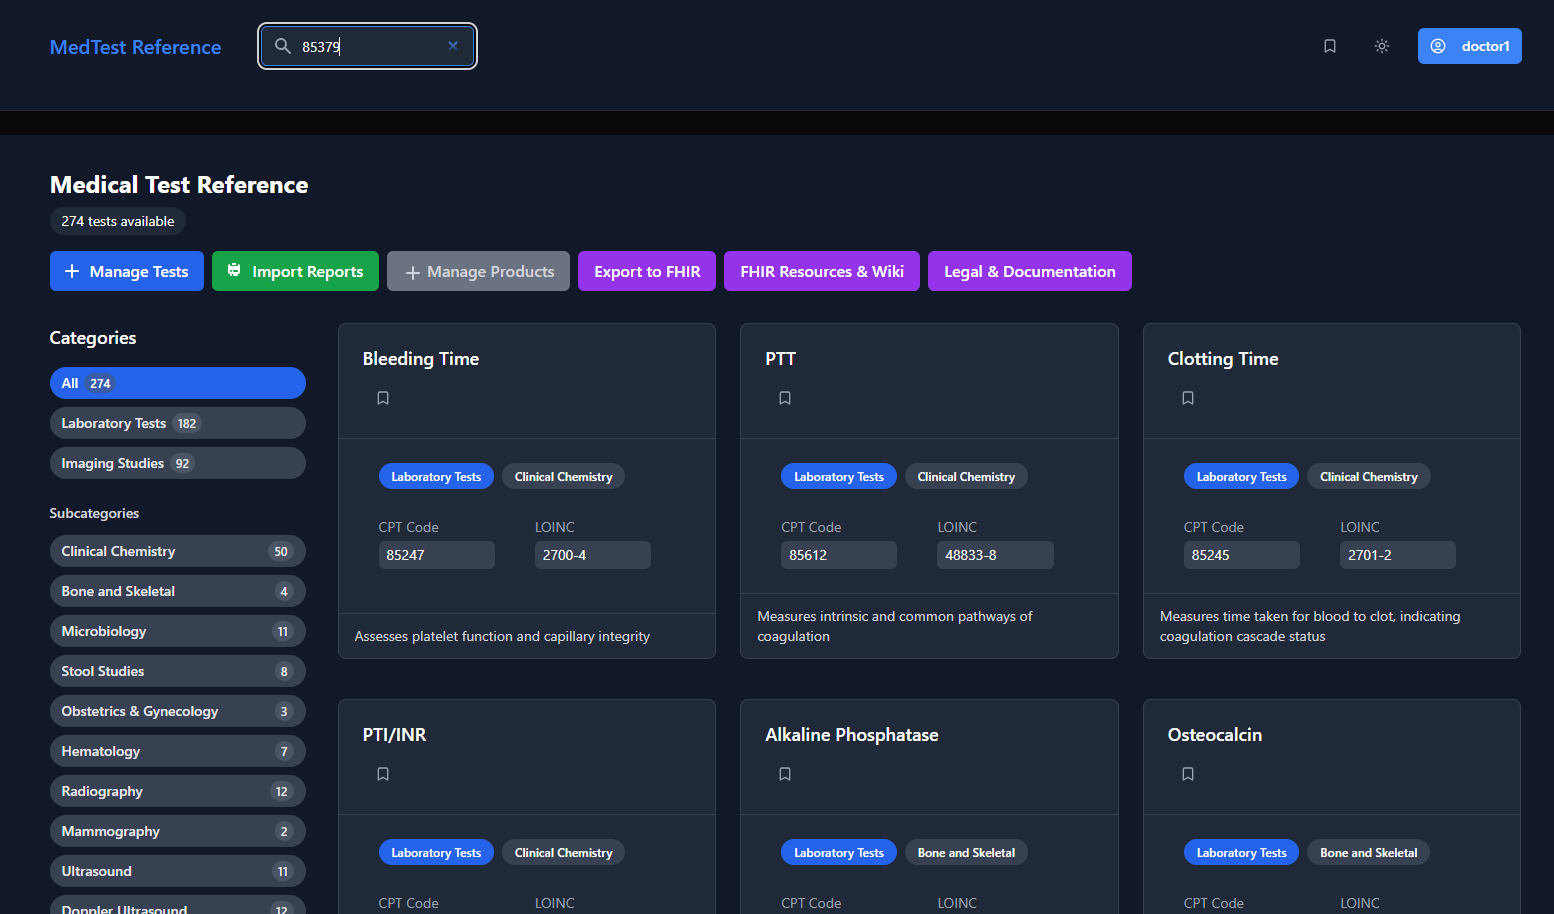 MedTest Reference
85379
doctor1
Medical Test Reference
274 tests available
Manage Tests
Import Reports
Manage Products
Export to FHIR
FHIR Resources & Wiki
Legal & Documentation
Categories
All 274
Laboratory Tests 182
Imaging Studies 92
Subcategories
Clinical Chemistry 50
Bone and Skeletal 4
Microbiology 11
Stool Studies 8
Obstetrics & Gynecology 3
Hematology 7
Radiography 12
Mammography 2
Ultrasound 11
Doppler Ultrasound 12
Bleeding Time
Laboratory Tests Clinical Chemistry
CPT Code LOINC
85247 2700-4
Assesses platelet function and capillary integrity
PTT
Laboratory Tests Clinical Chemistry
CPT Code LOINC
85612 48833-8
Measures intrinsic and common pathways of
coagulation
Clotting Time
Laboratory Tests Clinical Chemistry
CPT Code LOINC
85245 2701-2
Measures time taken for blood to clot, indicating
coagulation cascade status
PTI/INR
Laboratory Tests Clinical Chemistry
CPT Code LOINC
Alkaline Phosphatase
Laboratory Tests Bone and Skeletal
CPT Code LOINC
Osteocalcin
Laboratory Tests Bone and Skeletal
CPT Code LOINC